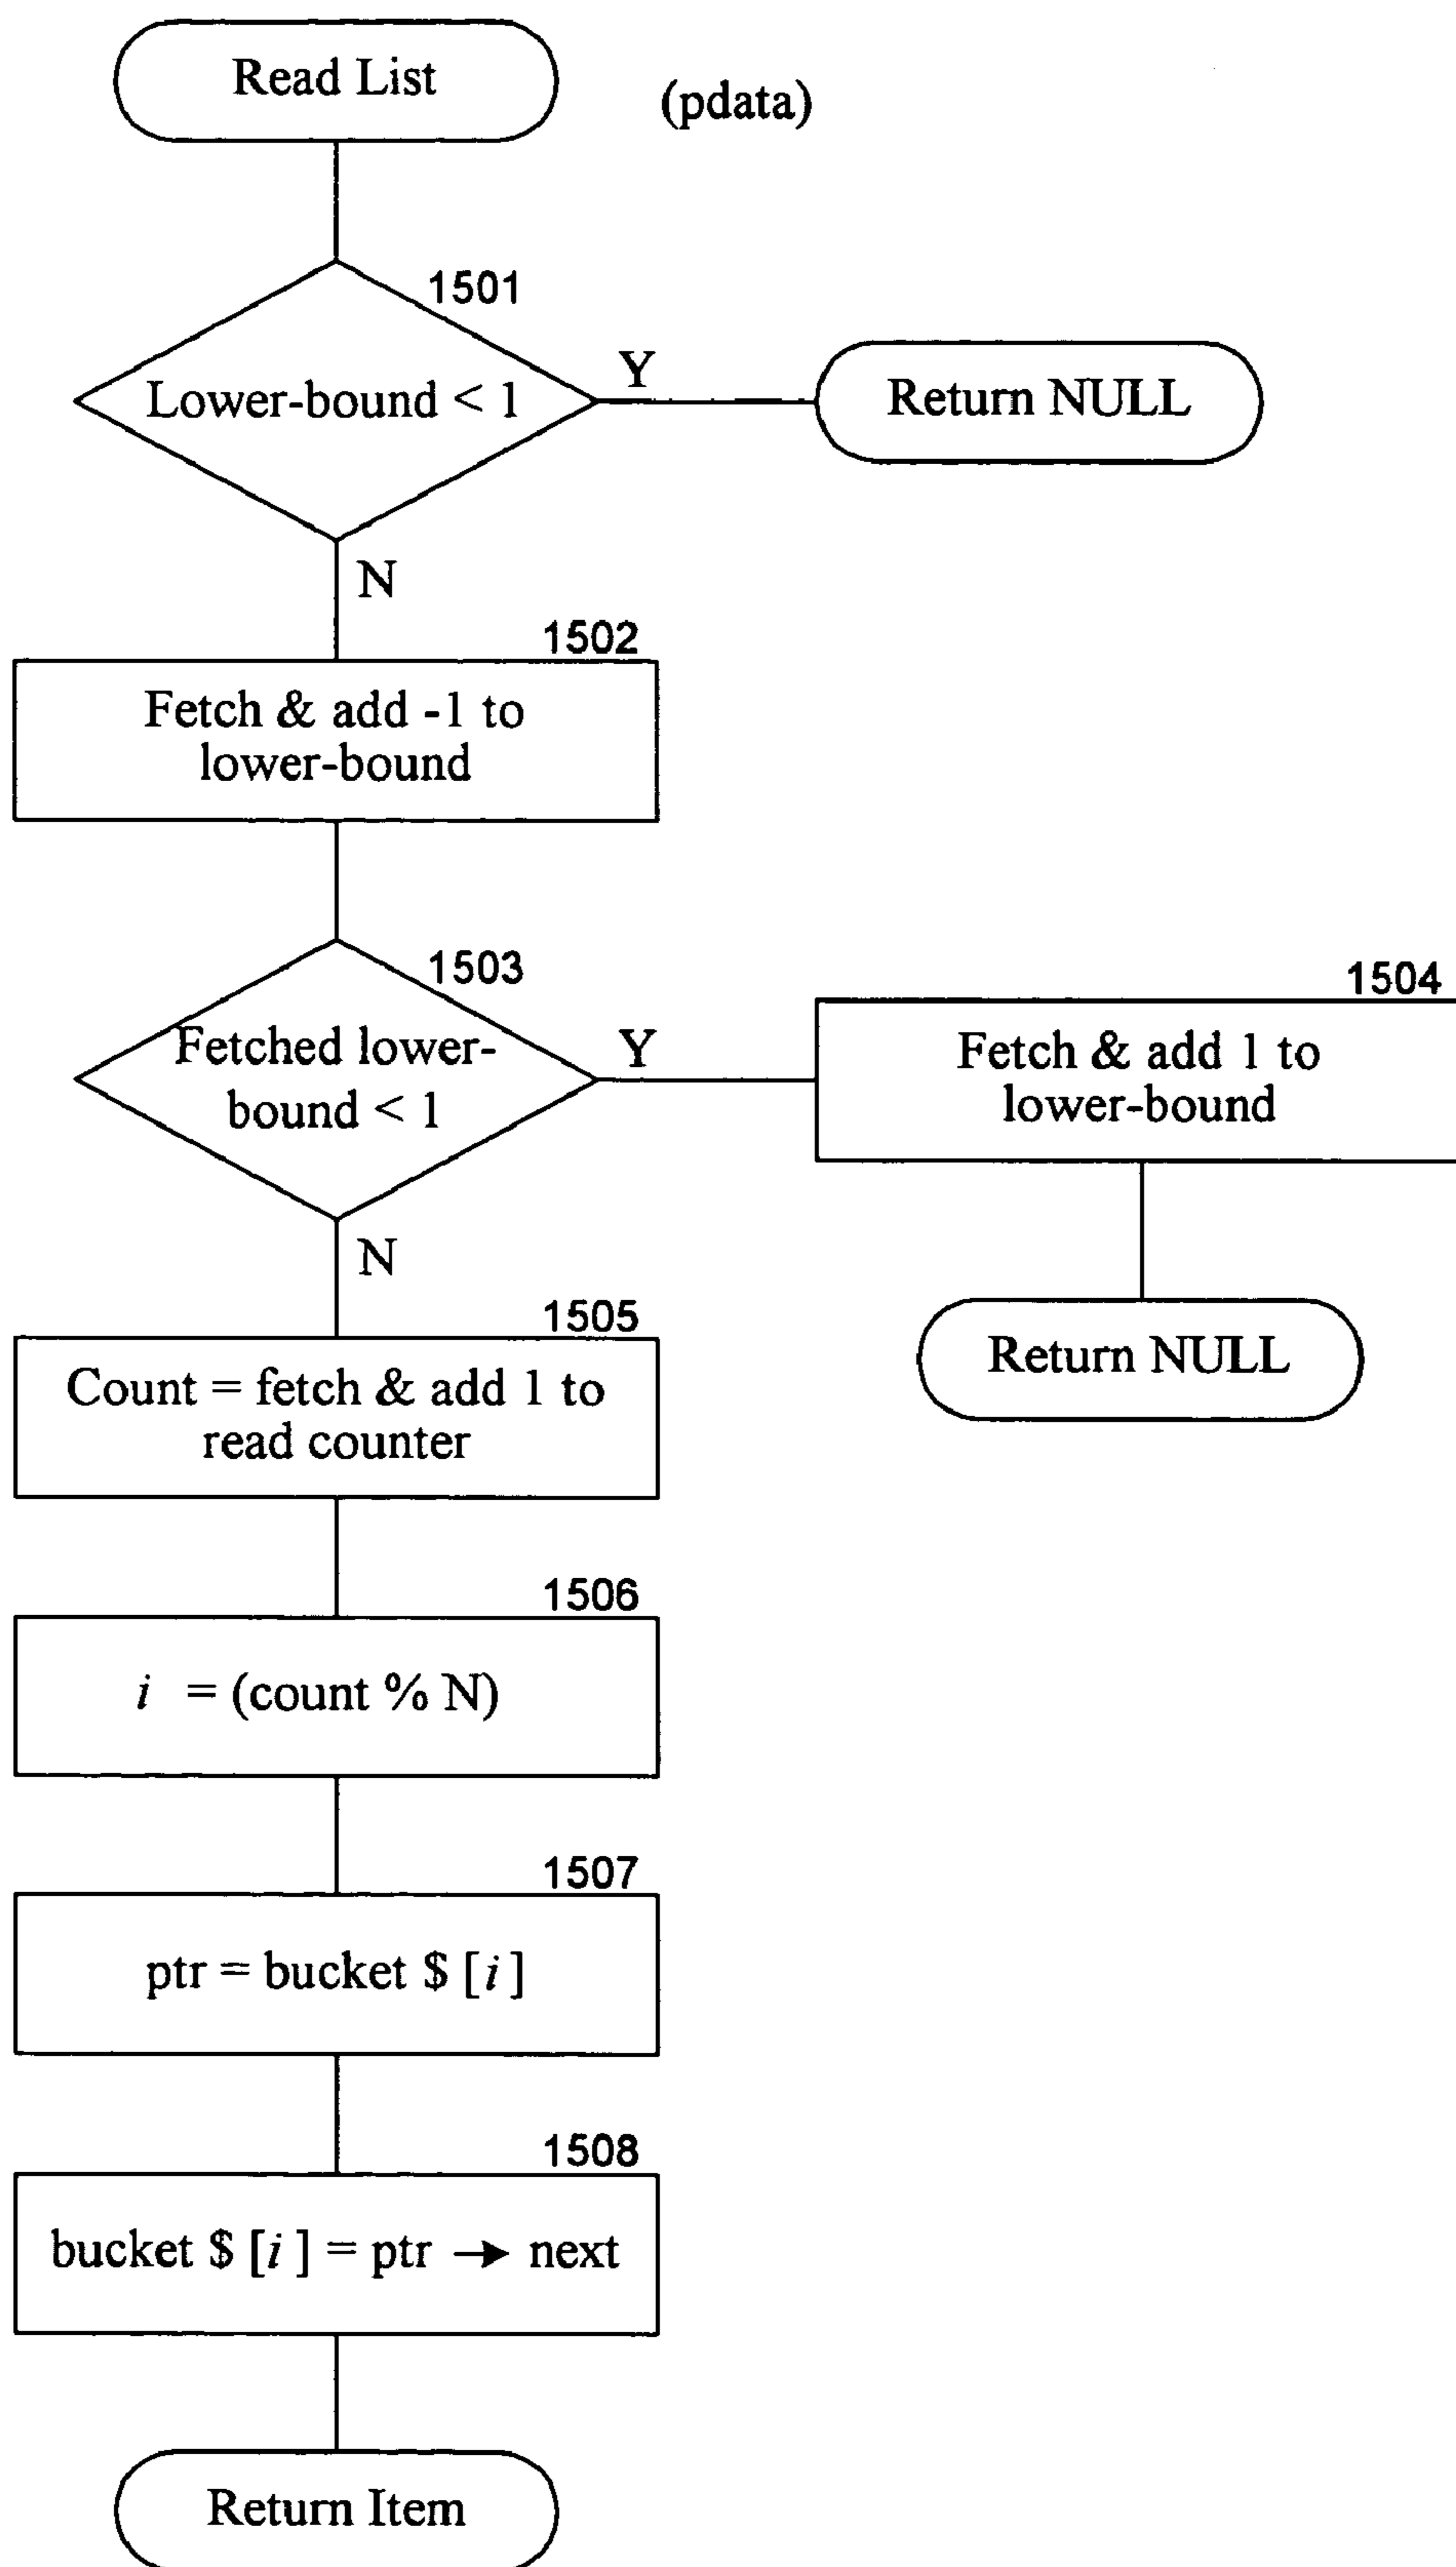 Read List
(pdata)
1501
Lower-bound < 1
Y
Return NULL
N
1502
Fetch & add -1 to
lower-bound
1503
Fetched lower-
bound < 1
Y
1504
Fetch & add 1 to
lower-bound
N
Return NULL
1505
Count = fetch & add 1 to
read counter
1506
i = (count % N)
1507
ptr = bucket $ [i]
1508
bucket $ [i] = ptr → next
Return Item